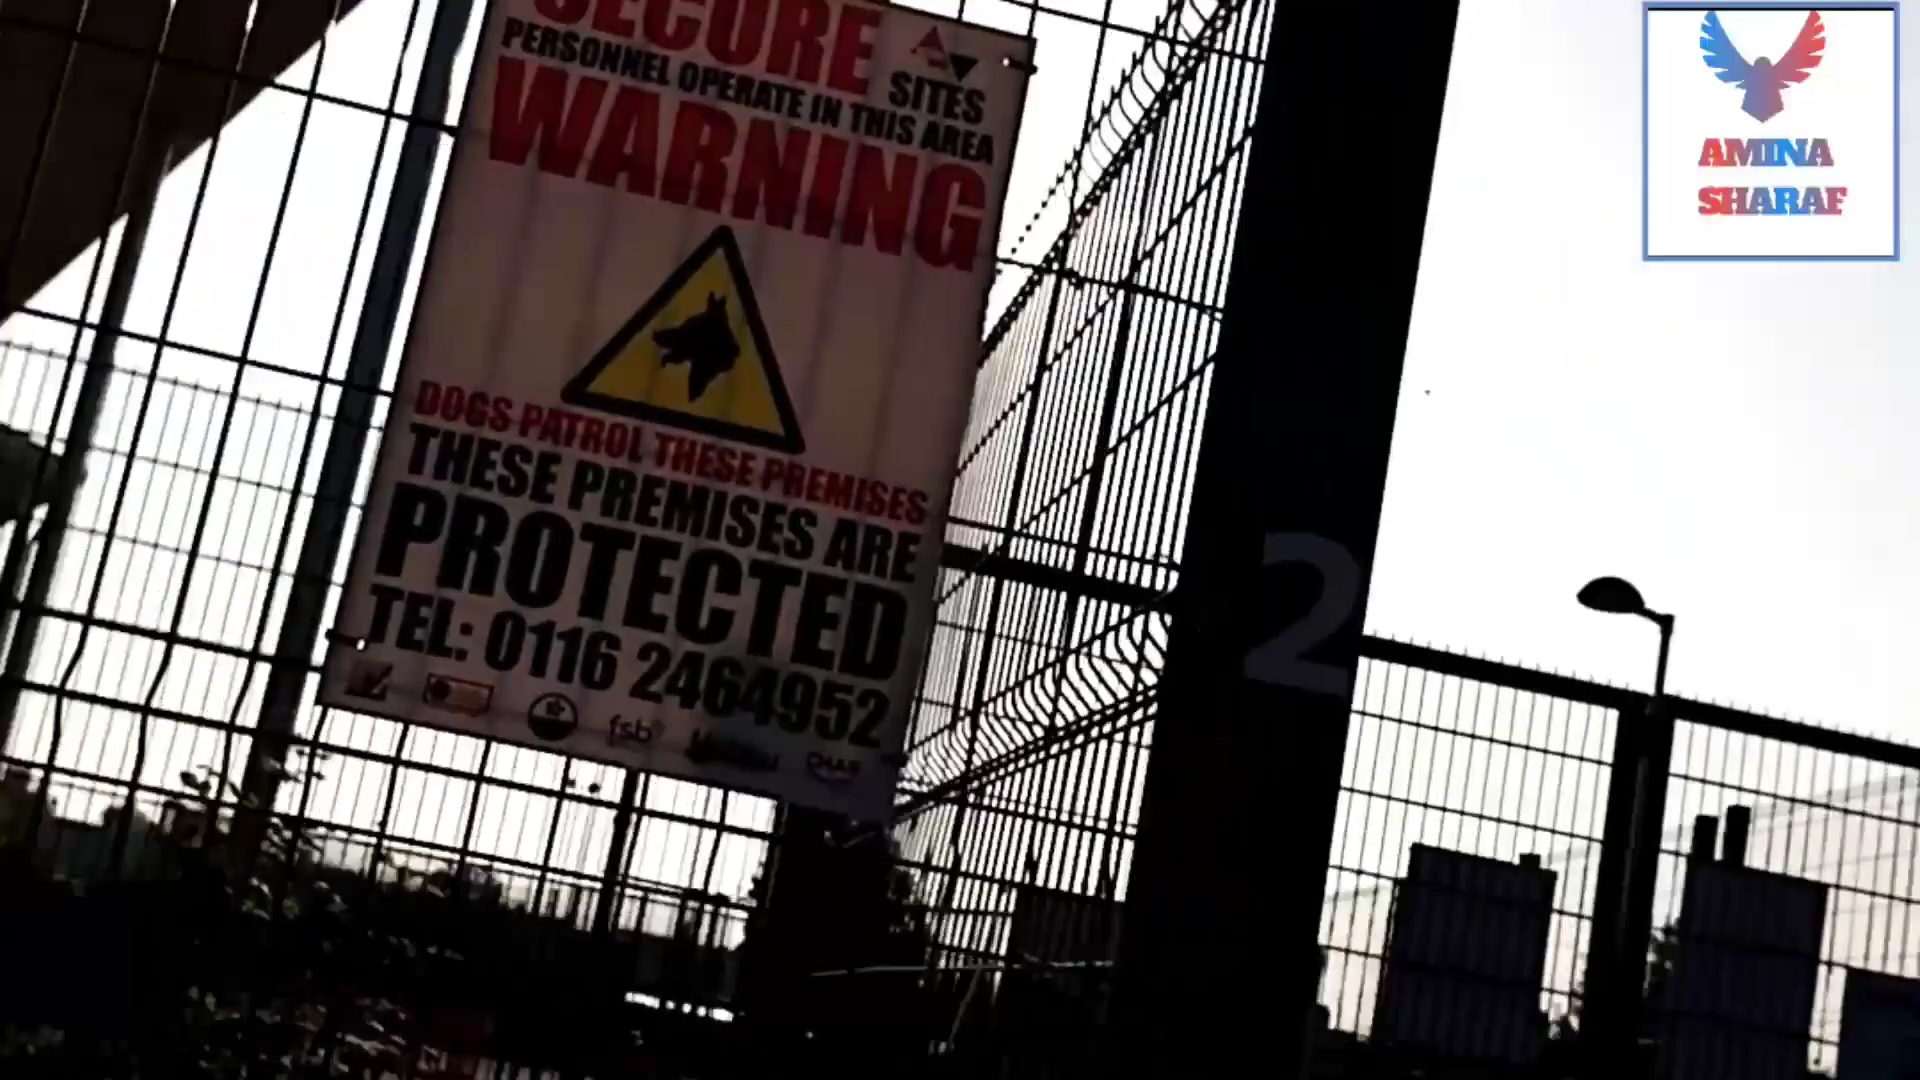 SECURE
SITES
PERSONNEL OPERATE IN THIS AREA
WARNING
DOGS PATROL THESE PREMISES
THESE PREMISES ARE
PROTECTED
TEL: 0116 2464952
fsb
CHAS
2
AMINA
SHARAF